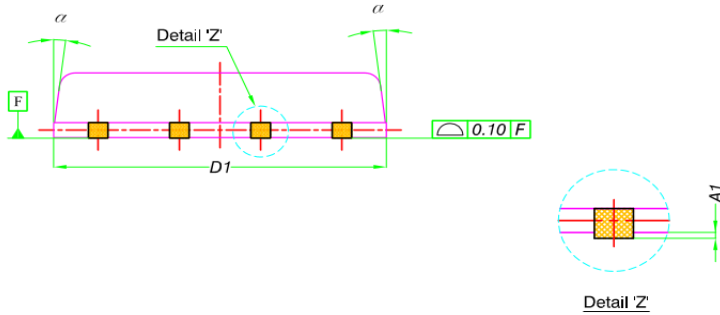 α
α
Detail 'Z'
F
0.10 F
D1
A1
Detail 'Z'